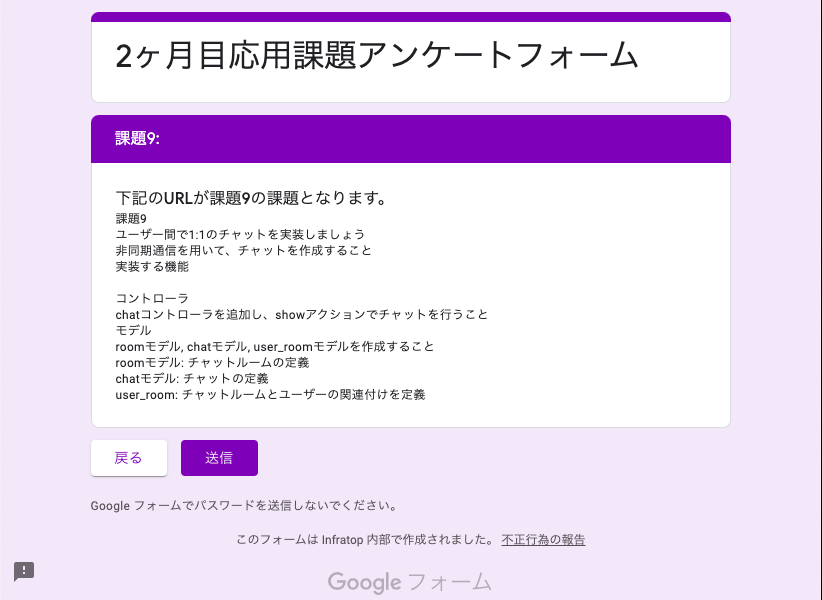 2ヶ月目応用課題アンケートフォーム
課題9:
下記のURLが課題9の課題となります。
課題9
ユーザー間で1:1のチャットを実装しましょう
非同期通信を用いて、チャットを作成すること
実装する機能
コントローラ
chatコントローラを追加し、showアクションでチャットを行うこと
モデル
roomモデル, chatモデル, user_roomモデルを作成すること
roomモデル: チャットルームの定義
chatモデル: チャットの定義
user_room: チャットルームとユーザーの関連付けを定義
戻る 送信
Google フォームでパスワードを送信しないでください。
このフォームは Infratop 内部で作成されました。 不正行為の報告
Google フォーム